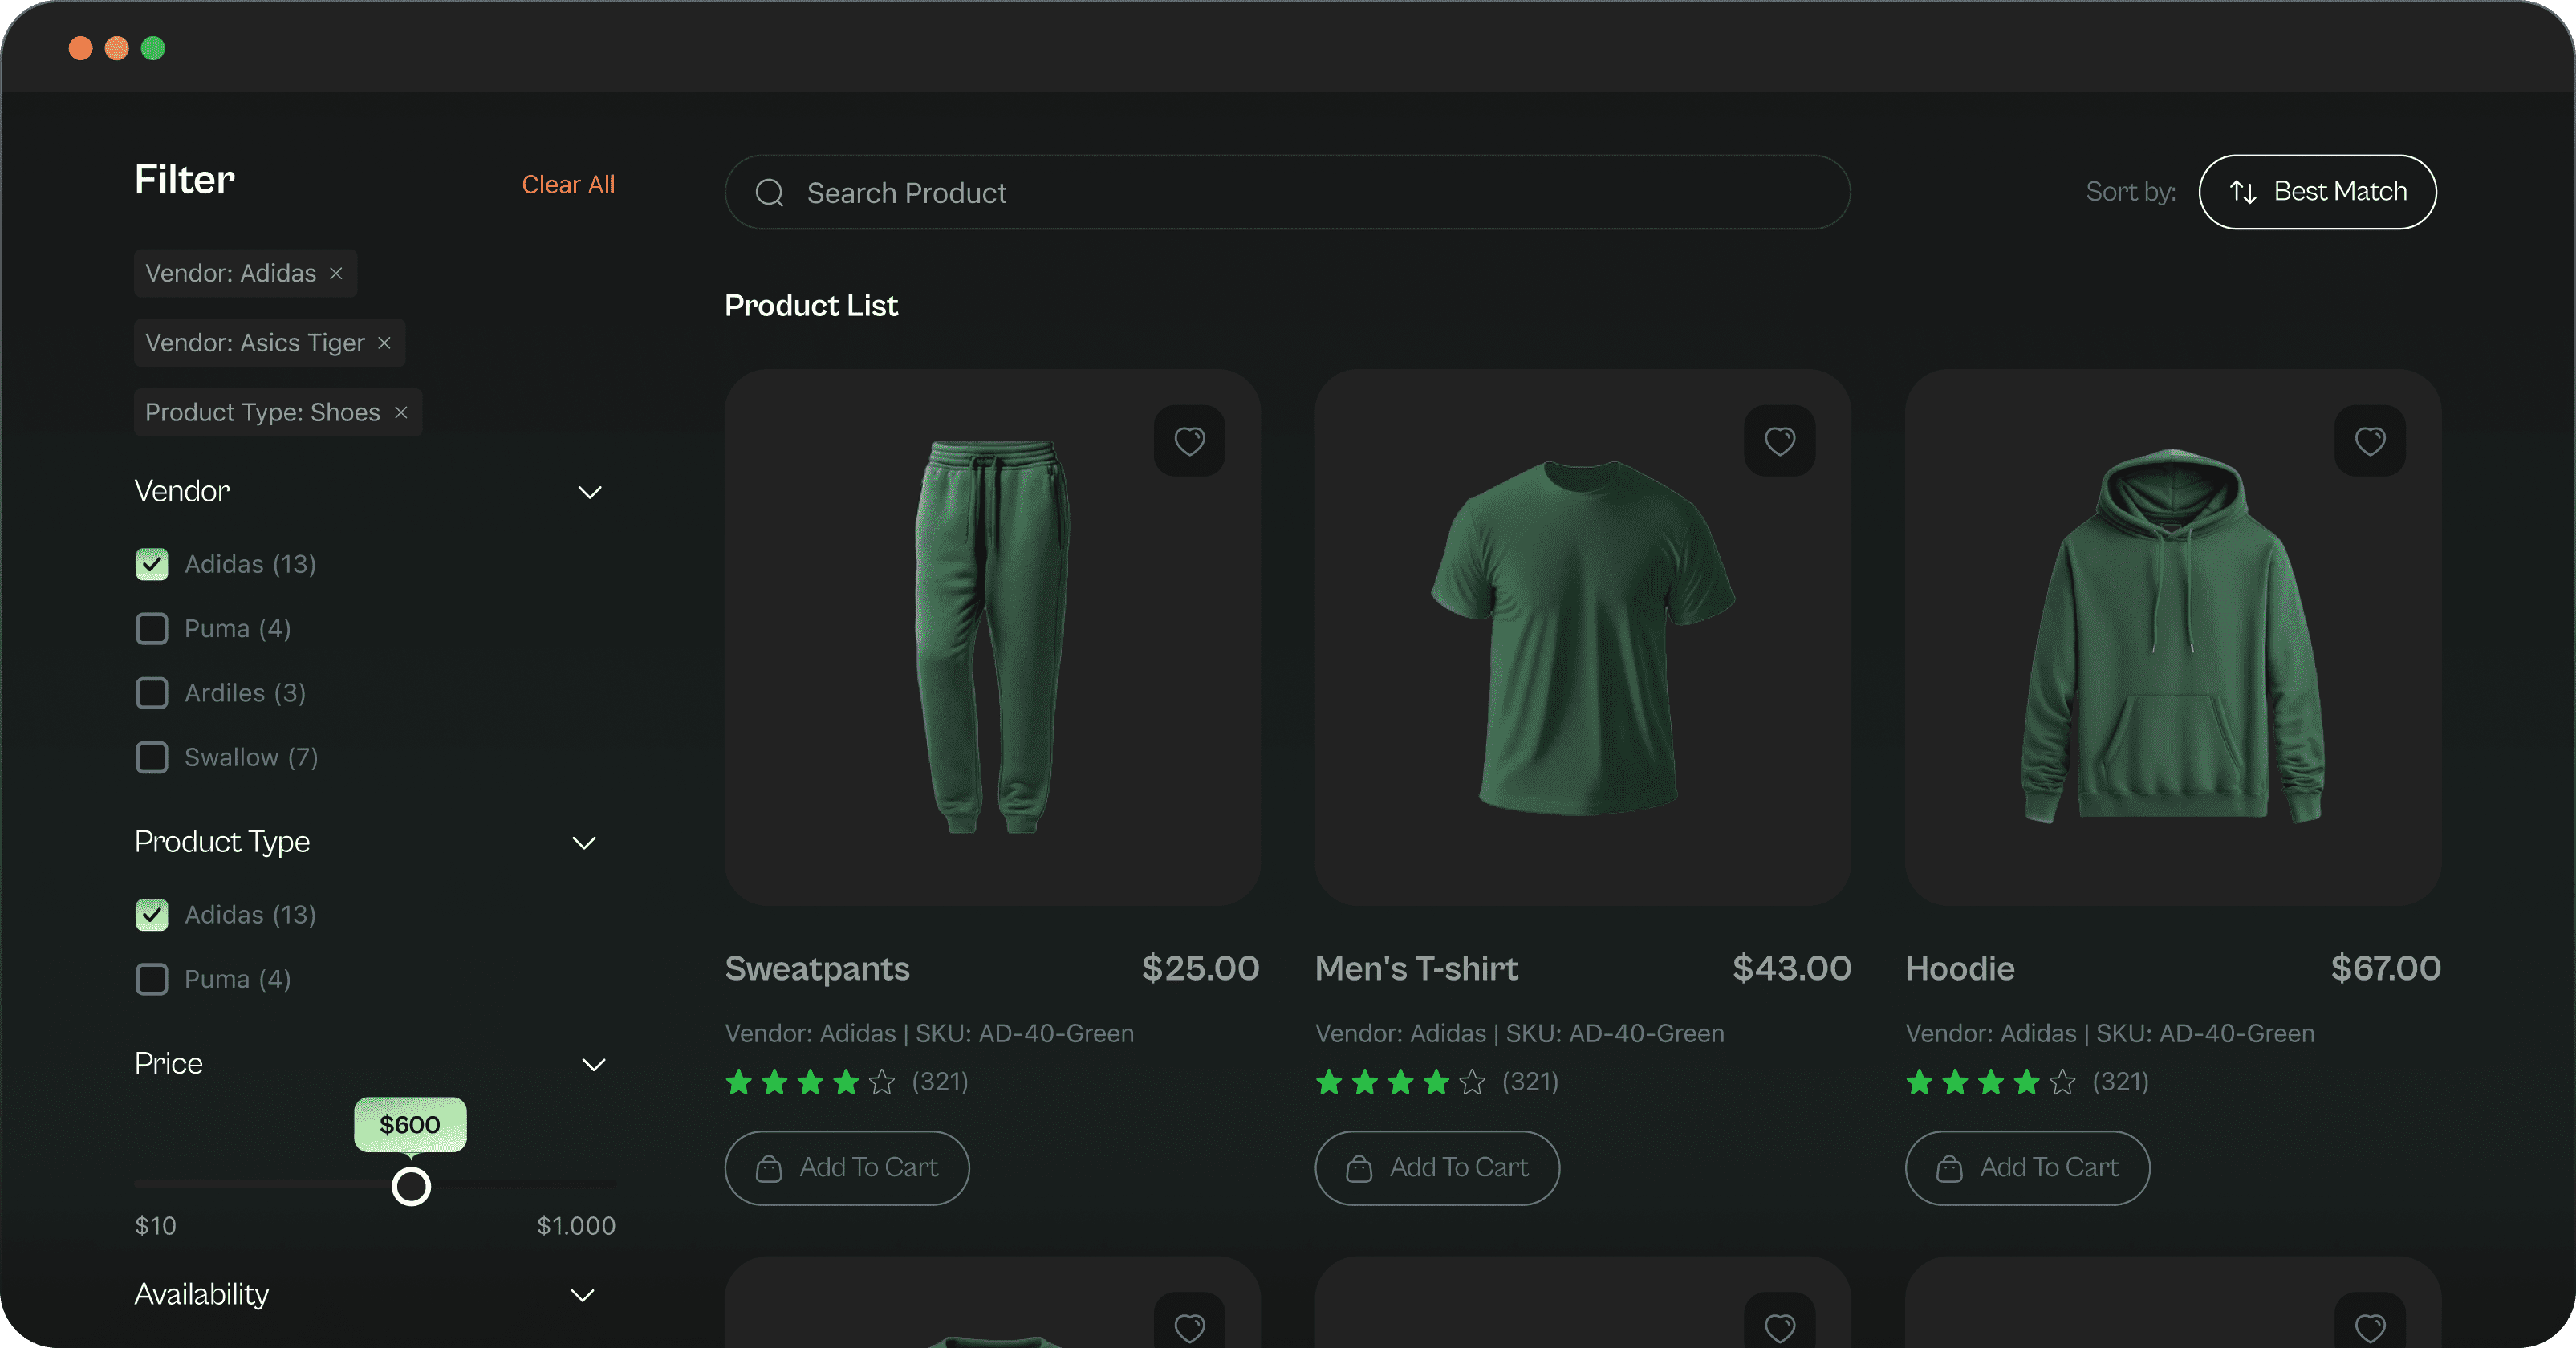 Filter
Clear All
Vendor: Adidas ×
Vendor: Asics Tiger ×
Product Type: Shoes ×
Vendor
Adidas (13)
Puma (4)
Ardiles (3)
Swallow (7)
Product Type
Adidas (13)
Puma (4)
Price
$600
$10
$1.000
Availability
Search Product
Sort by:
Best Match
Product List
Sweatpants
$25.00
Vendor: Adidas | SKU: AD-40-Green
(321)
Add To Cart
Men's T-shirt
$43.00
Vendor: Adidas | SKU: AD-40-Green
(321)
Add To Cart
Hoodie
$67.00
Vendor: Adidas | SKU: AD-40-Green
(321)
Add To Cart